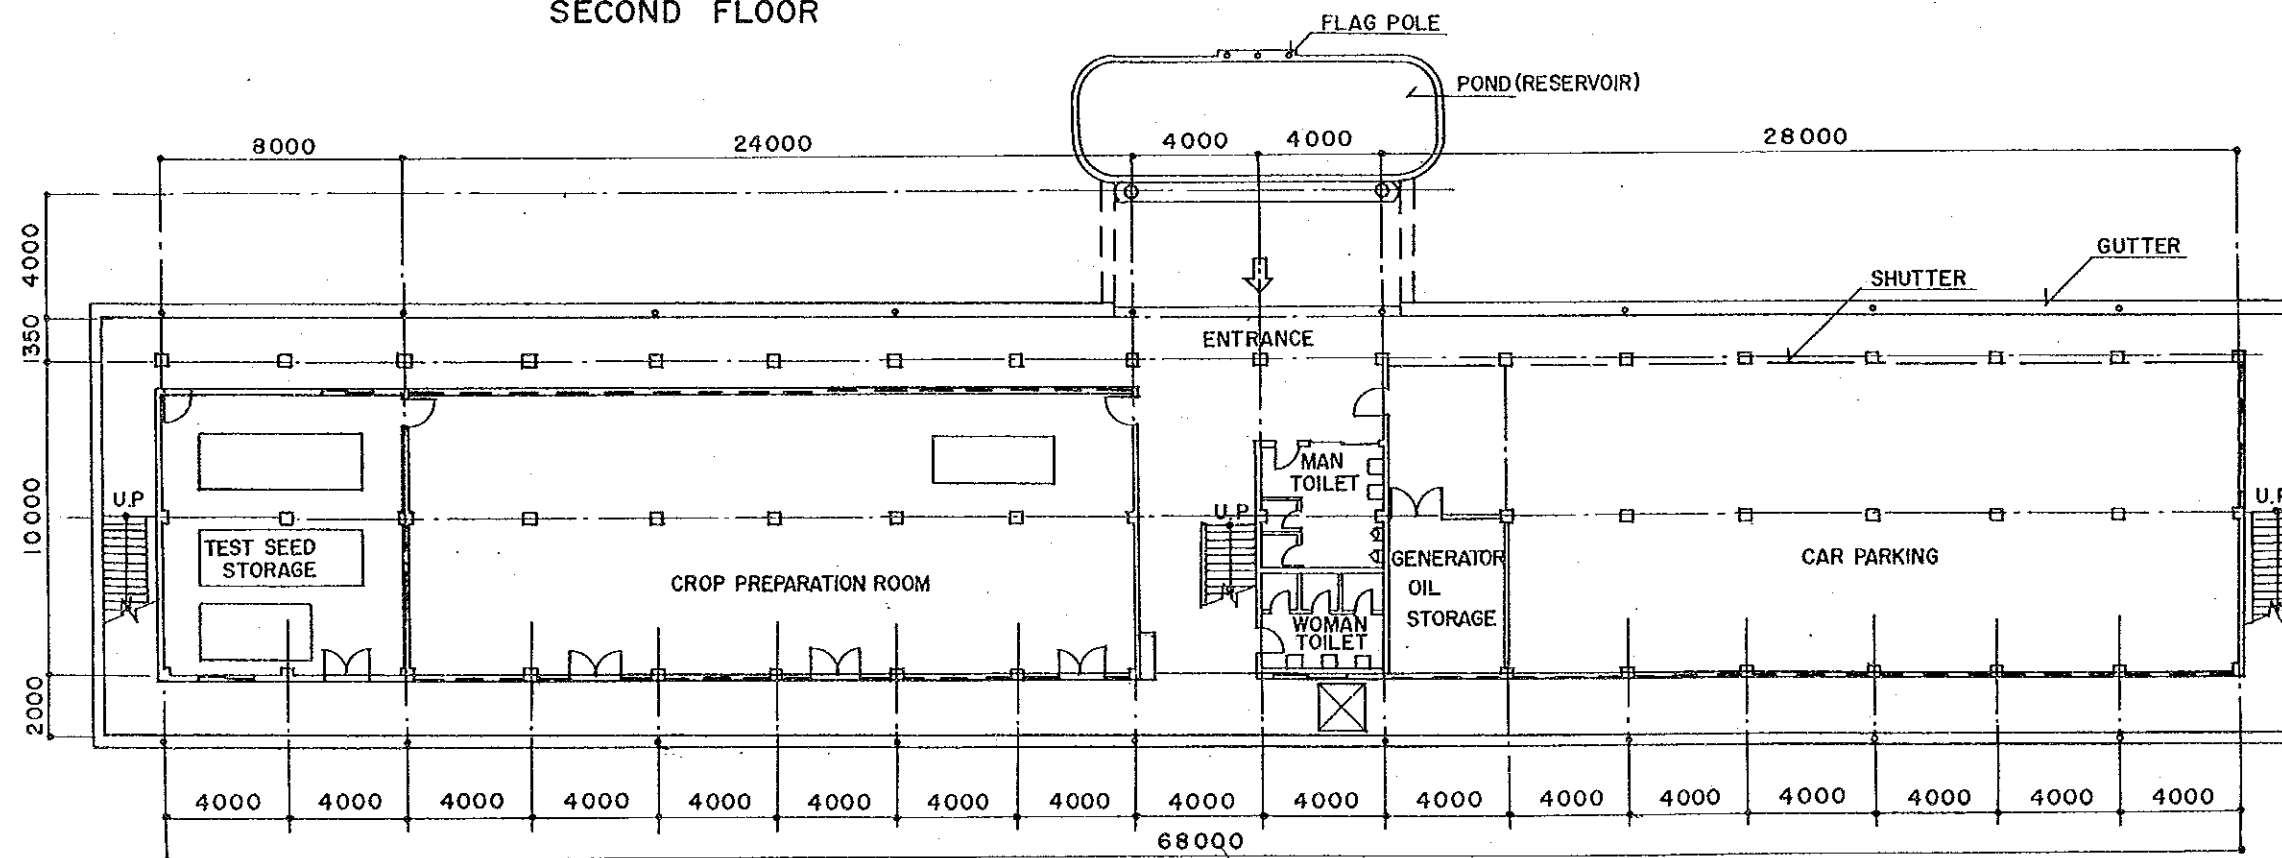 SECOND FLOOR
FLAG POLE
POND (RESERVOIR)
8000
24000
4000
4000
28000
4000
GUTTER
SHUTTER
1350
ENTRANCE
MAN
TOILET
10000
U.P
U.P
U.P
TEST SEED
STORAGE
CROP PREPARATION ROOM
GENERATOR
OIL
STORAGE
CAR PARKING
WOMAN
TOILET
2000
4000 4000 4000 4000 4000 4000 4000 4000 4000 4000 4000 4000 4000 4000 4000 4000 4000
68000